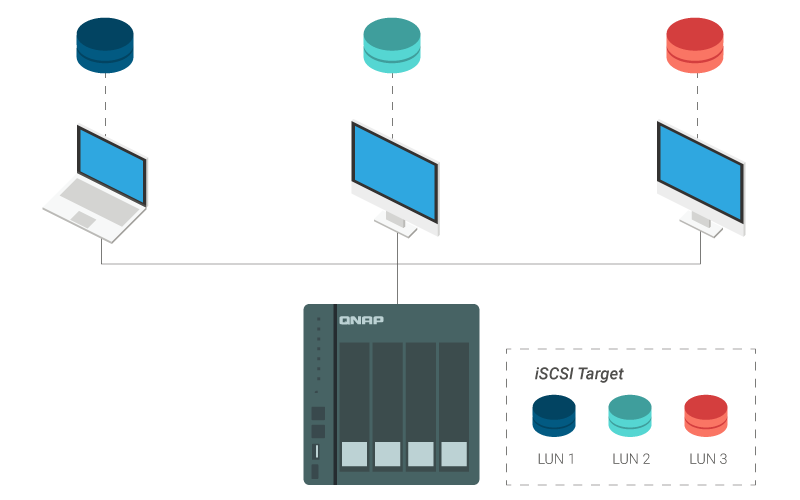 QNAP
iSCSI Target
LUN 1
LUN 2
LUN 3